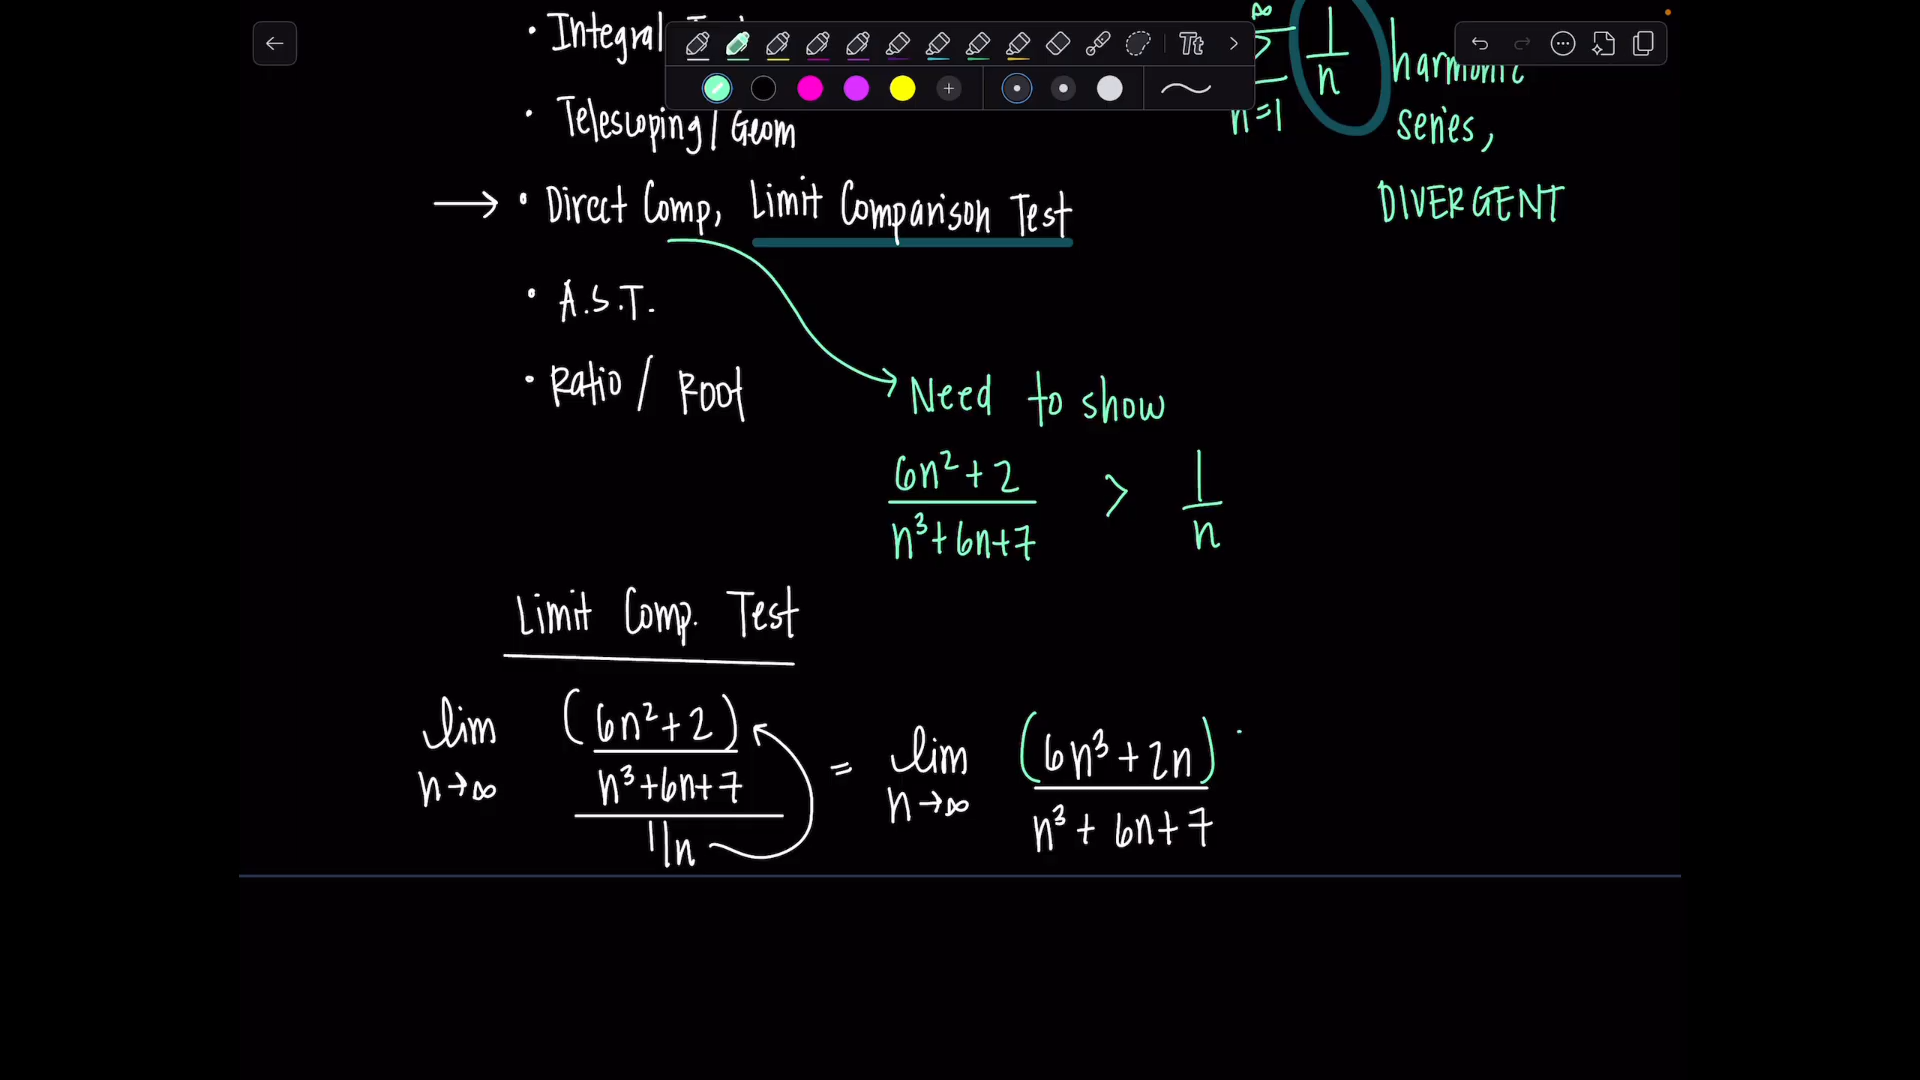 • Integral
• Telescoping / Geom
→ • Direct Comp, Limit Comparison Test
• A.S.T.
• Ratio / Root
∞
Σ 1/n harmonic
n=1 series,
DIVERGENT
Need to show
(6n²+2)/(n³+6n+7) > 1/n
Limit Comp. Test
lim n→∞ ((6n²+2)/(n³+6n+7))/(1/n) = lim n→∞ (6n³+2n)/(n³+6n+7)
Tt